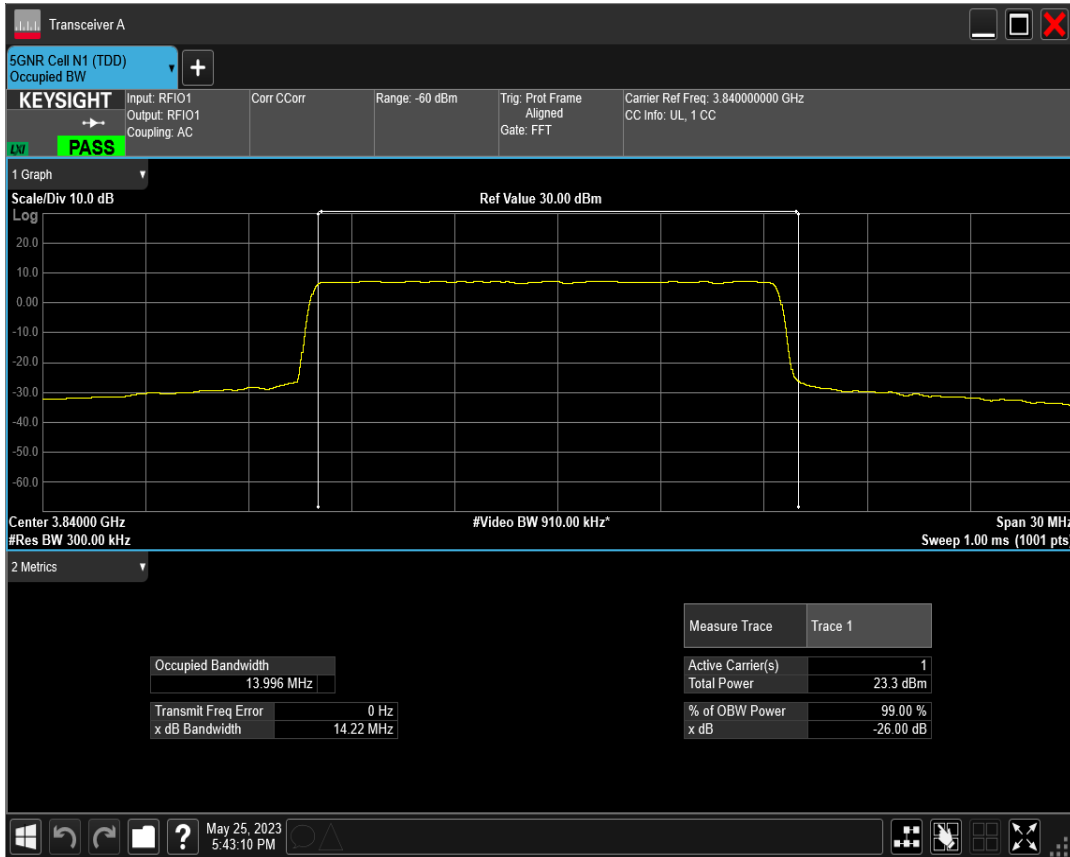 Transceiver A
5GNR Cell N1 (TDD)
Occupied BW
+
KEYSIGHT
LXI
PASS
Input: RFIO1
Output: RFIO1
Coupling: AC
Corr CCorr
Range: -60 dBm
Trig: Prot Frame
Aligned
Gate: FFT
Carrier Ref Freq: 3.840000000 GHz
CC Info: UL, 1 CC
1 Graph
Scale/Div 10.0 dB
Ref Value 30.00 dBm
Log
20.0
10.0
0.00
-10.0
-20.0
-30.0
-40.0
-50.0
-60.0
Center 3.84000 GHz
#Video BW 910.00 kHz*
Span 30 MHz
#Res BW 300.00 kHz
Sweep 1.00 ms (1001 pts)
2 Metrics
Measure Trace Trace 1
Occupied Bandwidth
13.996 MHz
Active Carrier(s) 1
Total Power 23.3 dBm
Transmit Freq Error 0 Hz
x dB Bandwidth 14.22 MHz
% of OBW Power 99.00 %
x dB -26.00 dB
?
May 25, 2023
5:43:10 PM